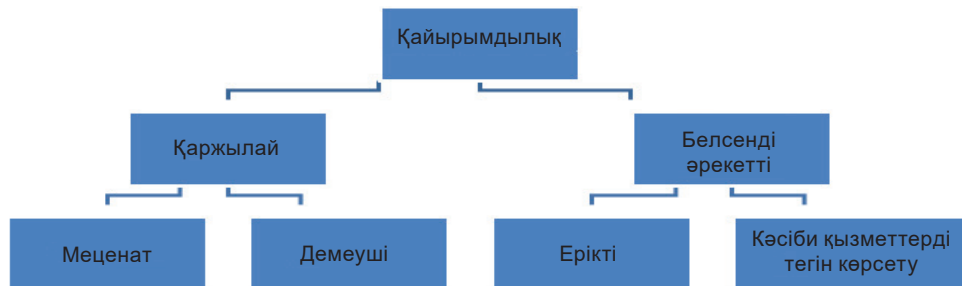 Қайырымдылық
Қаржылай
Белсенді
әрекетті
Меценат
Демеуші
Ерікті
Кәсіби қызметтерді
тегін көрсету